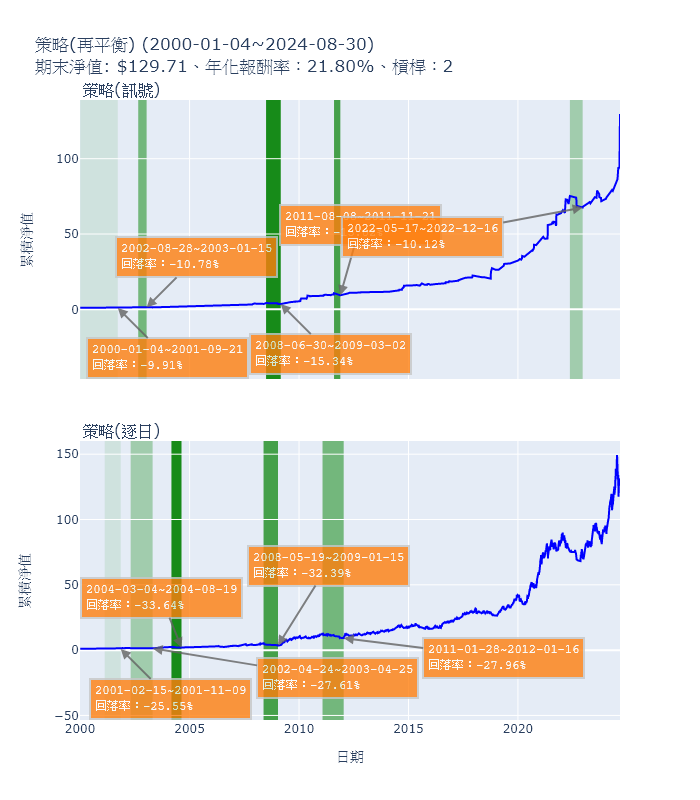 策略(再平衡) (2000-01-04~2024-08-30)
期末淨值: $129.71、年化報酬率：21.80%、槓桿：2
策略(訊號)
100
50
0
累積淨值
2011-08-08~2011-11-21
回落率：-
2022-05-17~2022-12-16
回落率：-10.12%
2002-08-28~2003-01-15
回落率：-10.78%
2000-01-04~2001-09-21
回落率：-9.91%
2008-06-30~2009-03-02
回落率：-15.34%
策略(逐日)
150
100
50
0
−50
累積淨值
2008-05-19~2009-01-15
回落率：-32.39%
2004-03-04~2004-08-19
回落率：-33.64%
2011-01-28~2012-01-16
回落率：-27.96%
2002-04-24~2003-04-25
回落率：-27.61%
2001-02-15~2001-11-09
回落率：-25.55%
2000
2005
2010
2015
2020
日期